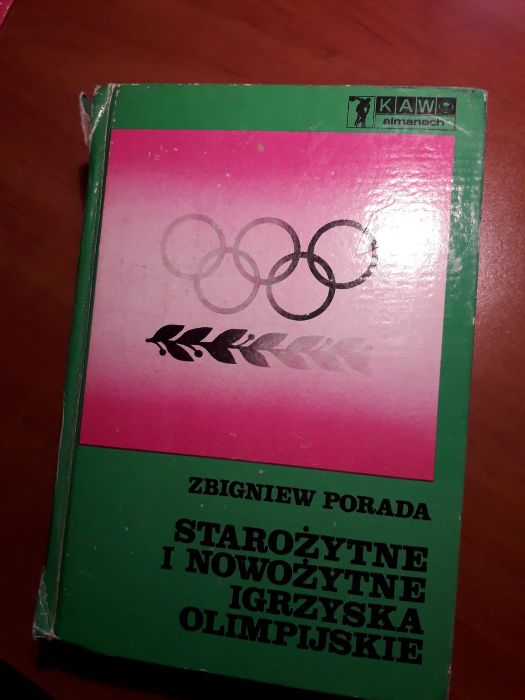 KAW
almanach
ZBIGNIEW PORADA
STAROŻYTNE
I NOWOŻYTNE
IGRZYSKA
OLIMPIJSKIE